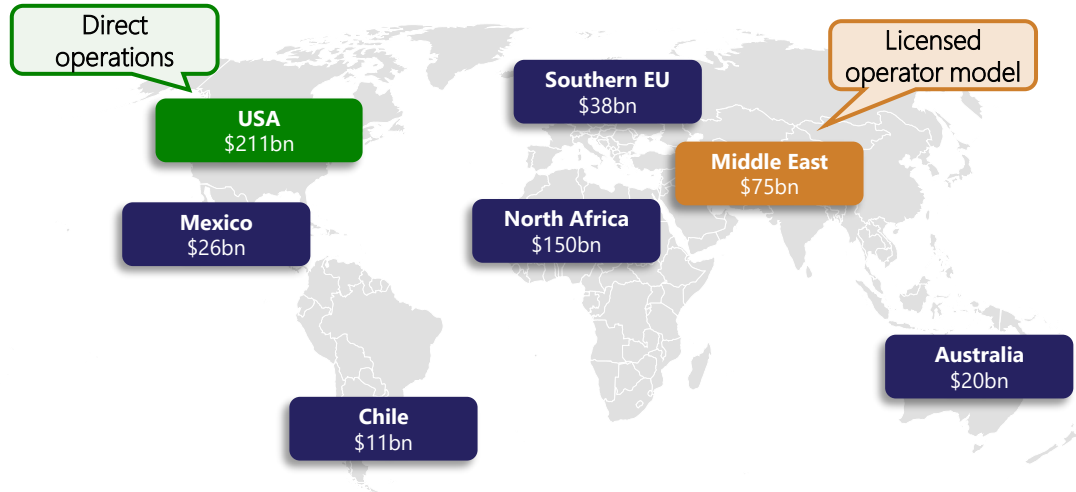 Direct
operations
Licensed
operator model
Southern EU
$38bn
USA
$211bn
Middle East
$75bn
Mexico
$26bn
North Africa
$150bn
Australia
$20bn
Chile
$11bn